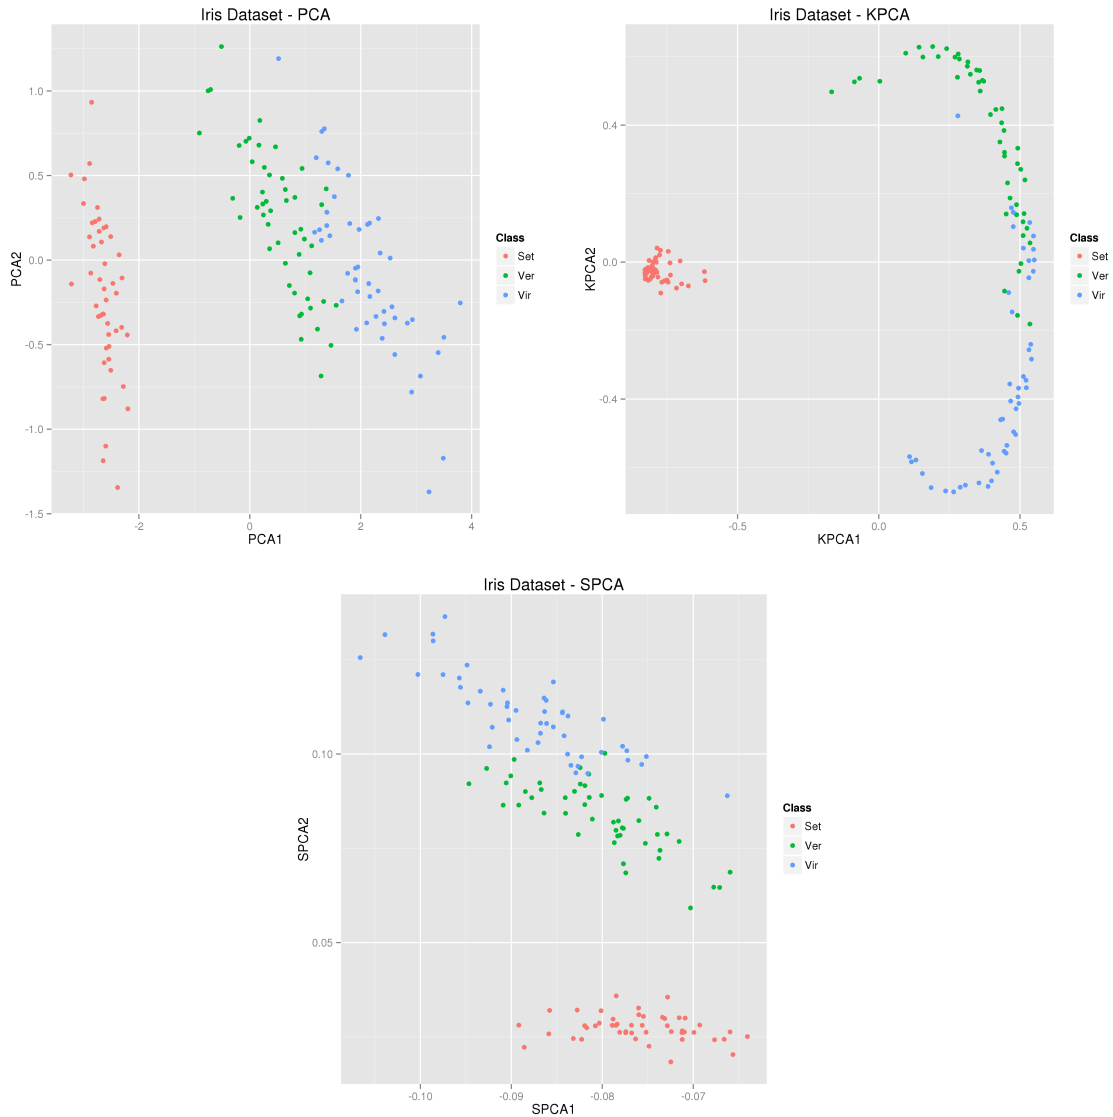 Iris Dataset - PCA
1.0
0.5
0.0
-0.5
-1.0
-1.5
-2
0
2
4
PCA1
PCA2
Class
Set
Ver
Vir
Iris Dataset - KPCA
0.4
0.0
-0.4
-0.5
0.0
0.5
KPCA1
KPCA2
Class
Set
Ver
Vir
Iris Dataset - SPCA
0.10
0.05
-0.10
-0.09
-0.08
-0.07
SPCA1
SPCA2
Class
Set
Ver
Vir